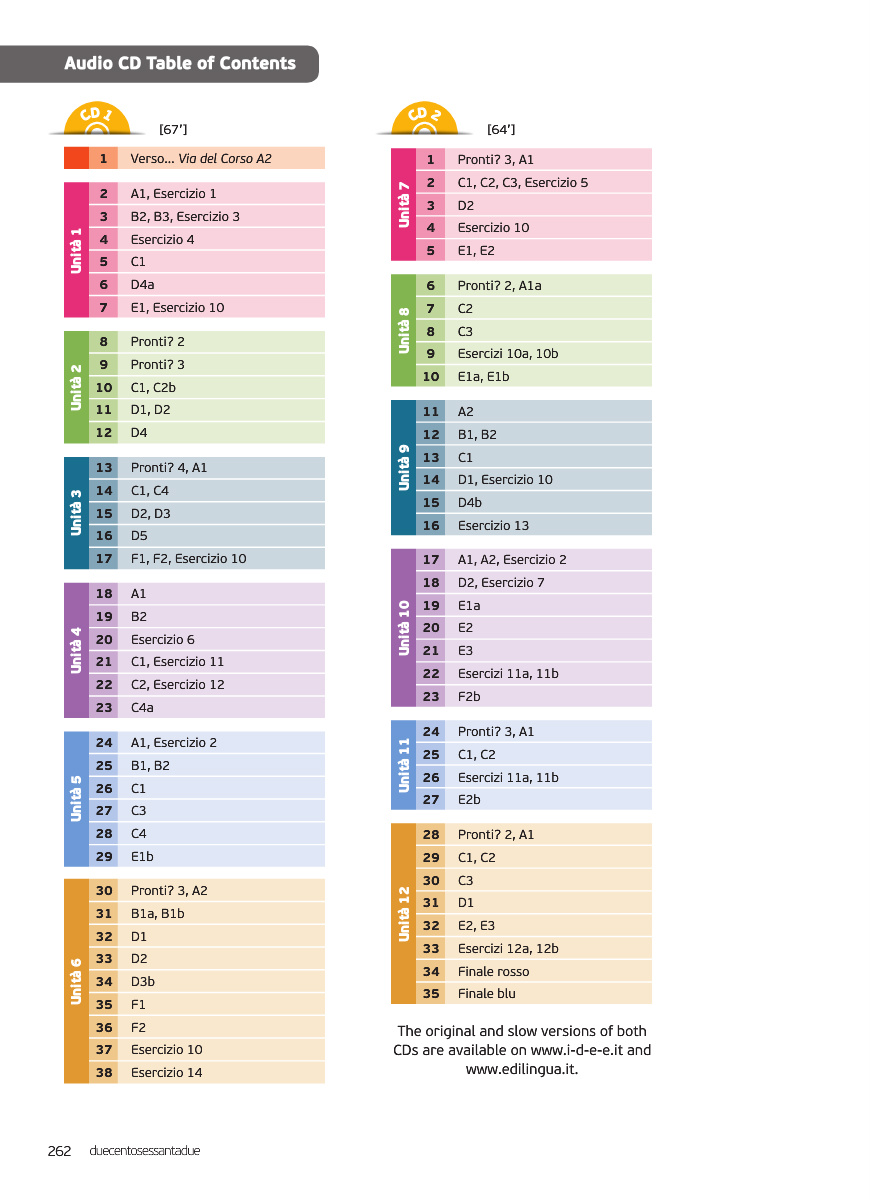 Audio CD Table of Contents
CD 1
[67']
1 Verso... Via del Corso A2
Unità 1
2 A1, Esercizio 1
3 B2, B3, Esercizio 3
4 Esercizio 4
5 C1
6 D4a
7 E1, Esercizio 10
Unità 2
8 Pronti? 2
9 Pronti? 3
10 C1, C2b
11 D1, D2
12 D4
Unità 3
13 Pronti? 4, A1
14 C1, C4
15 D2, D3
16 D5
17 F1, F2, Esercizio 10
Unità 4
18 A1
19 B2
20 Esercizio 6
21 C1, Esercizio 11
22 C2, Esercizio 12
23 C4a
Unità 5
24 A1, Esercizio 2
25 B1, B2
26 C1
27 C3
28 C4
29 E1b
Unità 6
30 Pronti? 3, A2
31 B1a, B1b
32 D1
33 D2
34 D3b
35 F1
36 F2
37 Esercizio 10
38 Esercizio 14
CD 2
[64']
Unità 7
1 Pronti? 3, A1
2 C1, C2, C3, Esercizio 5
3 D2
4 Esercizio 10
5 E1, E2
Unità 8
6 Pronti? 2, A1a
7 C2
8 C3
9 Esercizi 10a, 10b
10 E1a, E1b
Unità 9
11 A2
12 B1, B2
13 C1
14 D1, Esercizio 10
15 D4b
16 Esercizio 13
Unità 10
17 A1, A2, Esercizio 2
18 D2, Esercizio 7
19 E1a
20 E2
21 E3
22 Esercizi 11a, 11b
23 F2b
Unità 11
24 Pronti? 3, A1
25 C1, C2
26 Esercizi 11a, 11b
27 E2b
Unità 12
28 Pronti? 2, A1
29 C1, C2
30 C3
31 D1
32 E2, E3
33 Esercizi 12a, 12b
34 Finale rosso
35 Finale blu
The original and slow versions of both
CDs are available on www.i-d-e-e.it and
www.edilingua.it.
262 duecentosessantadue